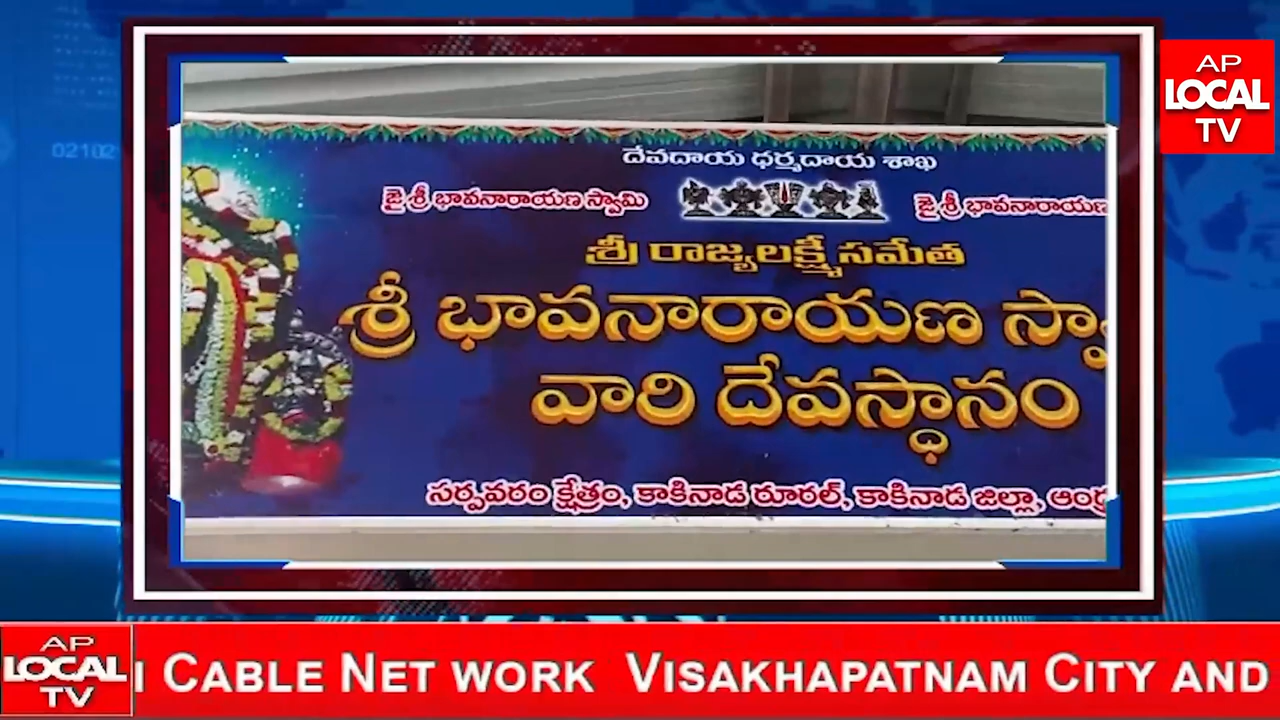 AP
LOCAL
TV
02102
దేవదాయ ధర్మదాయ శాఖ
జై శ్రీ భావనారాయణ స్వామి
జై శ్రీ భావనారాయణ
శ్రీ రాజ్యలక్ష్మీ సమేత
శ్రీ భావనారాయణ స్వా
వారి దేవస్థానం
సర్పవరం క్షేత్రం, కాకినాడ రూరల్, కాకినాడ జిల్లా, ఆంధ్ర
AP
LOCAL
TV
I CABLE NET WORK VISAKHAPATNAM CITY AND